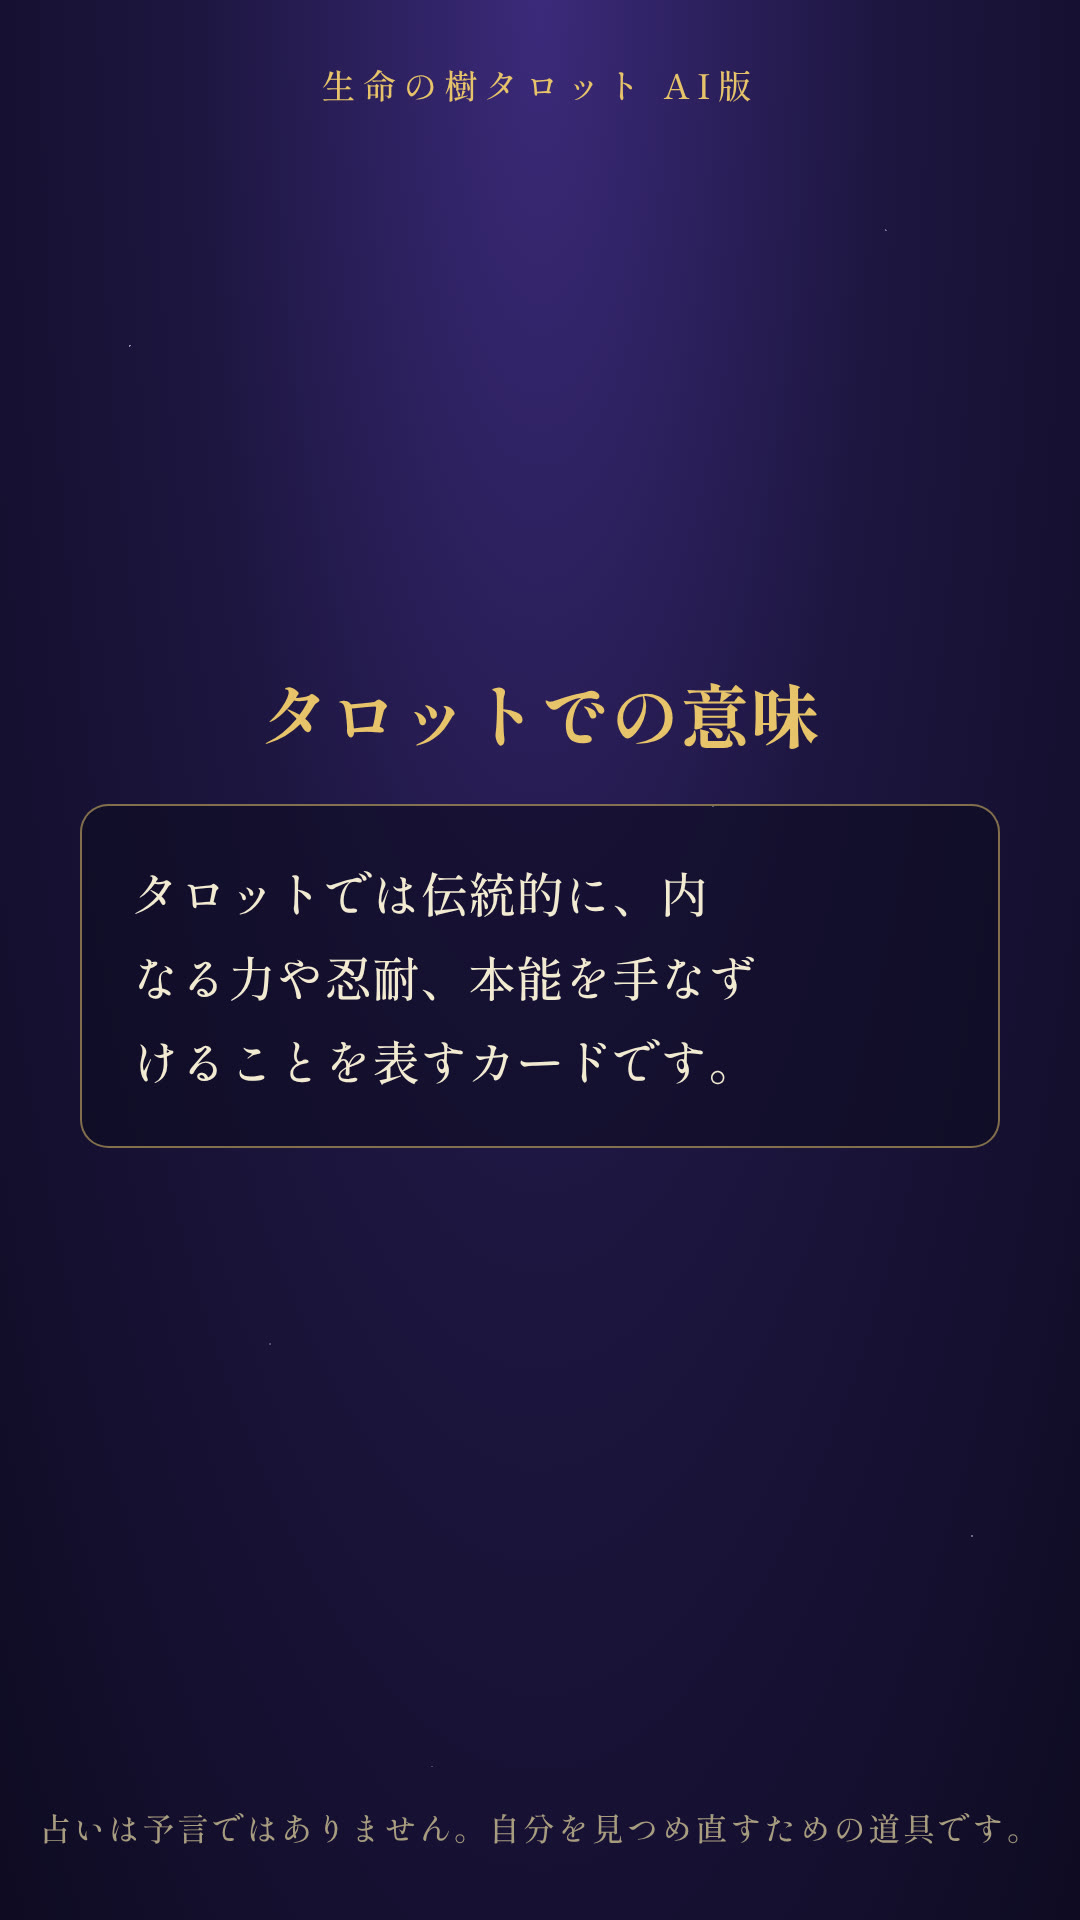 生命の樹タロット AI版
タロットでの意味
タロットでは伝統的に、内
なる力や忍耐、本能を手なず
けることを表すカードです。
占いは予言ではありません。自分を見つめ直すための道具です。